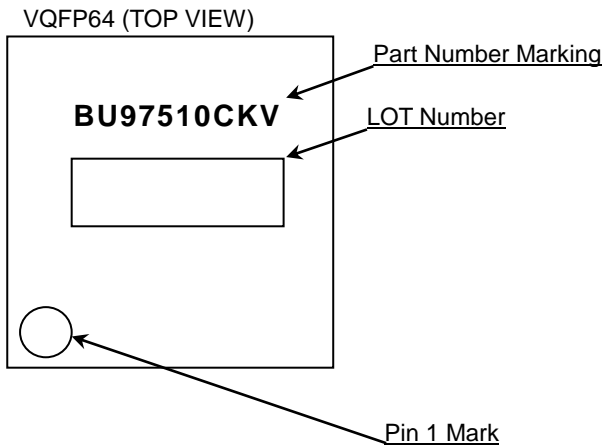 VQFP64 (TOP VIEW)
Part Number Marking
BU97510CKV
LOT Number
Pin 1 Mark